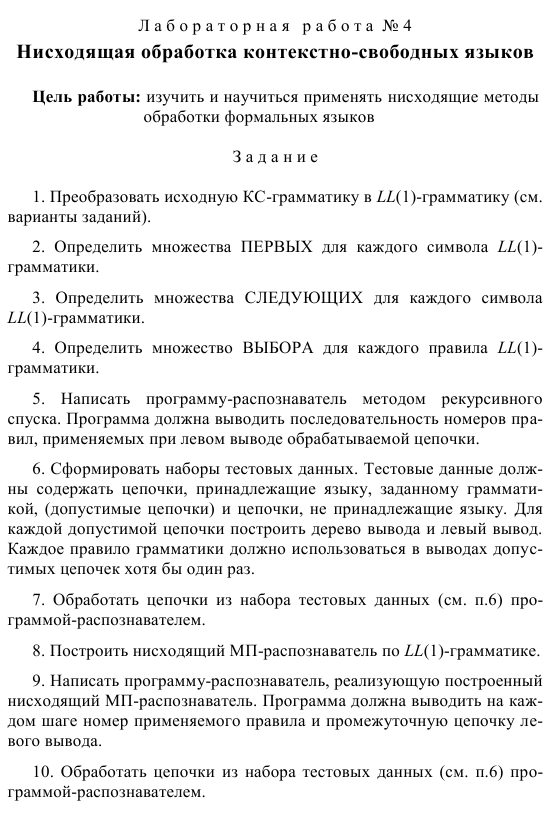 Лабораторная работа № 4
Нисходящая обработка контекстно-свободных языков
Цель работы: изучить и научиться применять нисходящие методы
обработки формальных языков
Задание
1. Преобразовать исходную КС-грамматику в LL(1)-грамматику (см.
варианты заданий).
2. Определить множества ПЕРВЫХ для каждого символа LL(1)-
грамматики.
3. Определить множества СЛЕДУЮЩИХ для каждого символа
LL(1)-грамматики.
4. Определить множество ВЫБОРА для каждого правила LL(1)-
грамматики.
5. Написать программу-распознаватель методом рекурсивного
спуска. Программа должна выводить последовательность номеров пра-
вил, применяемых при левом выводе обрабатываемой цепочки.
6. Сформировать наборы тестовых данных. Тестовые данные долж-
ны содержать цепочки, принадлежащие языку, заданному граммати-
кой, (допустимые цепочки) и цепочки, не принадлежащие языку. Для
каждой допустимой цепочки построить дерево вывода и левый вывод.
Каждое правило грамматики должно использоваться в выводах допус-
тимых цепочек хотя бы один раз.
7. Обработать цепочки из набора тестовых данных (см. п.6) про-
граммой-распознавателем.
8. Построить нисходящий МП-распознаватель по LL(1)-грамматике.
9. Написать программу-распознаватель, реализующую построенный
нисходящий МП-распознаватель. Программа должна выводить на каж-
дом шаге номер применяемого правила и промежуточную цепочку ле-
вого вывода.
10. Обработать цепочки из набора тестовых данных (см. п.6) про-
граммой-распознавателем.